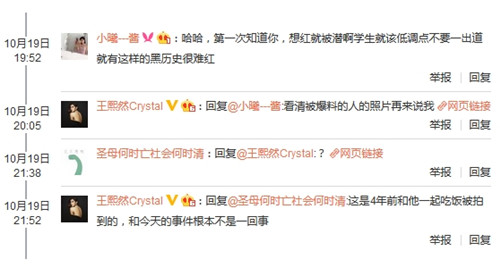 10月19日
19:52
小曦---酱：哈哈，第一次知道你，想红就被潜啊学生就该低调点不要一出道
就有这样的黑历史很难红
举报 | 回复
10月19日
20:05
王熙然Crystal：回复@小曦---酱:看清被爆料的人的照片再来说我 网页链接
举报 | 回复
10月19日
21:38
圣母何时亡社会何时清：回复@王熙然Crystal:？ 网页链接
举报 | 回复
10月19日
21:52
王熙然Crystal：回复@圣母何时亡社会何时清:这是4年前和他一起吃饭被拍
到的，和今天的事件根本不是一回事
举报 | 回复